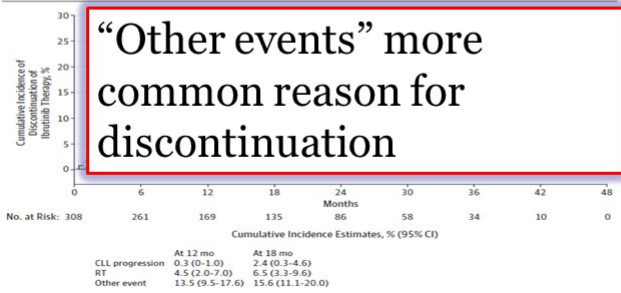 30
25
20
15
10
5
0
Cumulative Incidence of
Discontinuation of
Ibrutinib Therapy, %
“Other events” more
common reason for
discontinuation
0 6 12 18 24 30 36 42 48
Months
No. at Risk: 308 261 169 135 86 58 34 10 0
Cumulative Incidence Estimates, % (95% CI)
At 12 mo At 18 mo
CLL progression 0.3 (0-1.0) 2.4 (0.3-4.6)
RT 4.5 (2.0-7.0) 6.5 (3.3-9.6)
Other event 13.5 (9.5-17.6) 15.6 (11.1-20.0)